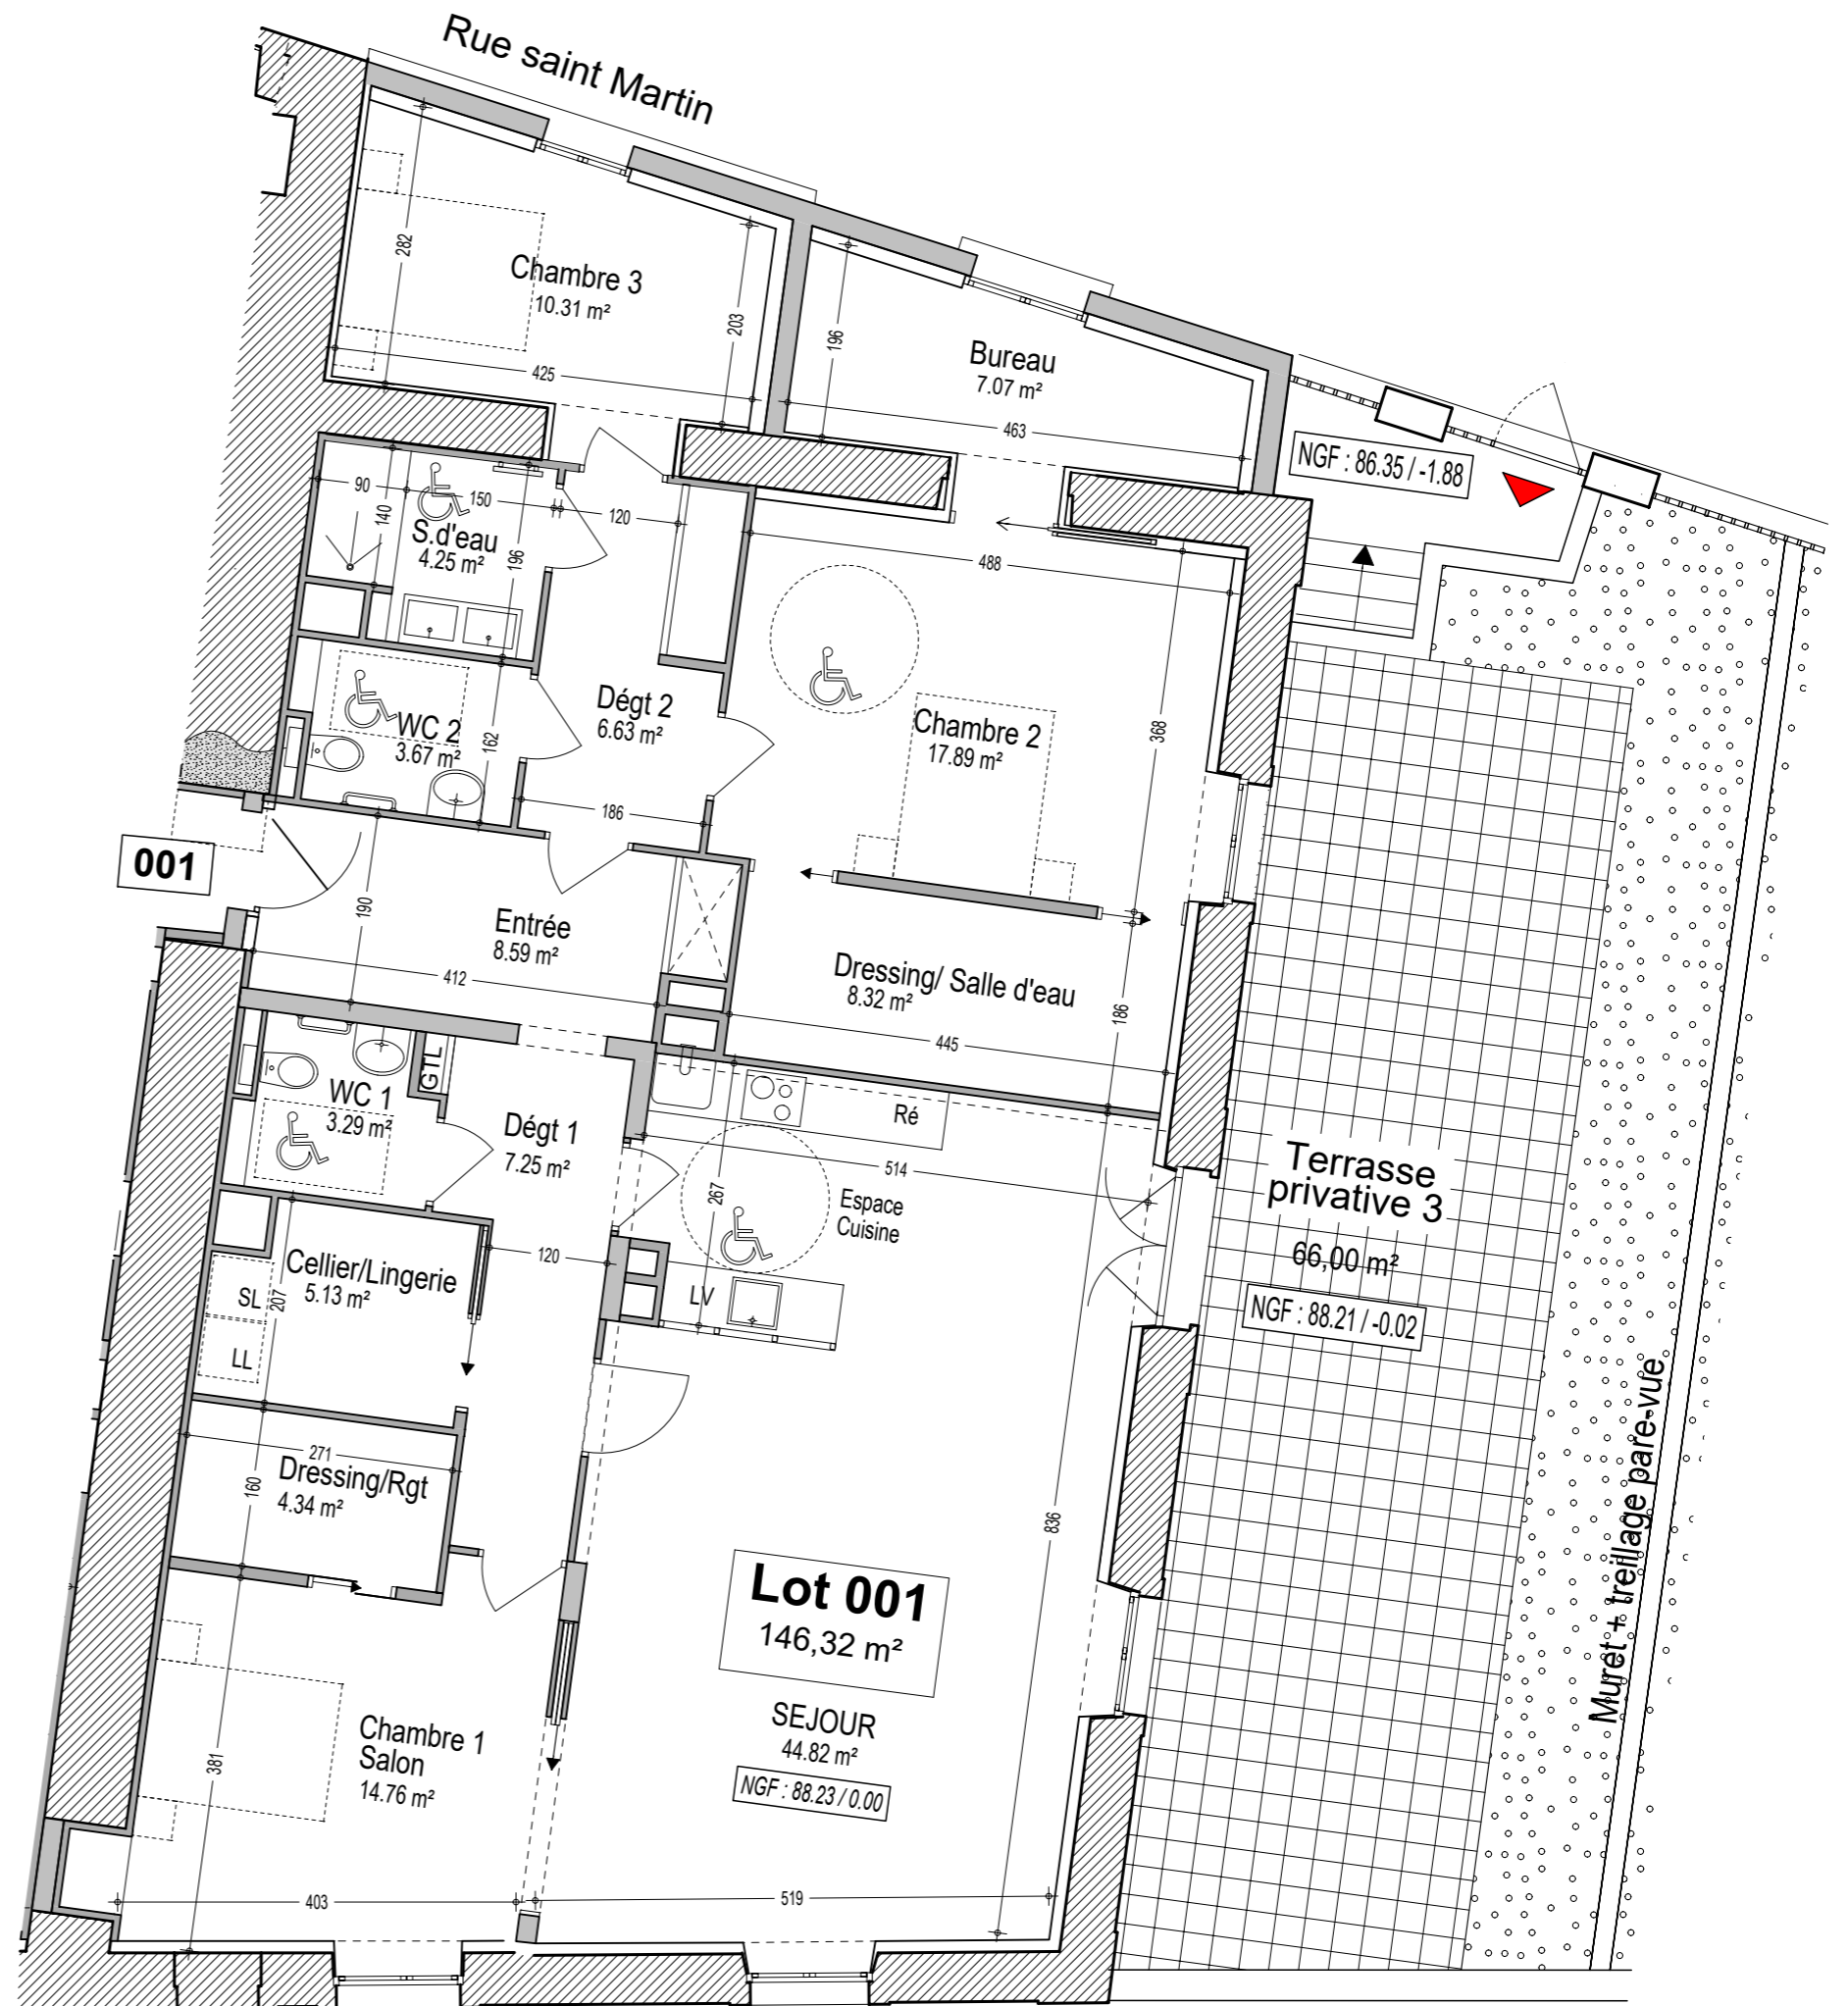 Rue saint Martin
282
Chambre 3
10.31 m²
203
425
196
Bureau
7.07 m²
463
NGF : 86.35 / -1.88
90
150
140
120
S.d'eau
4.25 m²
196
488
WC 2
3.67 m²
162
Dégt 2
6.63 m²
186
Chambre 2
17.89 m²
368
001
190
Entrée
8.59 m²
412
Dressing/ Salle d'eau
8.32 m²
186
445
GTL
WC 1
3.29 m²
Dégt 1
7.25 m²
Ré
514
267
Espace
Cuisine
Terrasse
privative 3
66,00 m²
NGF : 88.21 / -0.02
120
Cellier/Lingerie
5.13 m²
SL
207
LL
LV
271
Dressing/Rgt
4.34 m²
160
836
Muret + treillage pare-vue
Lot 001
146,32 m²
SEJOUR
44.82 m²
NGF : 88.23 / 0.00
Chambre 1
Salon
14.76 m²
381
403
519